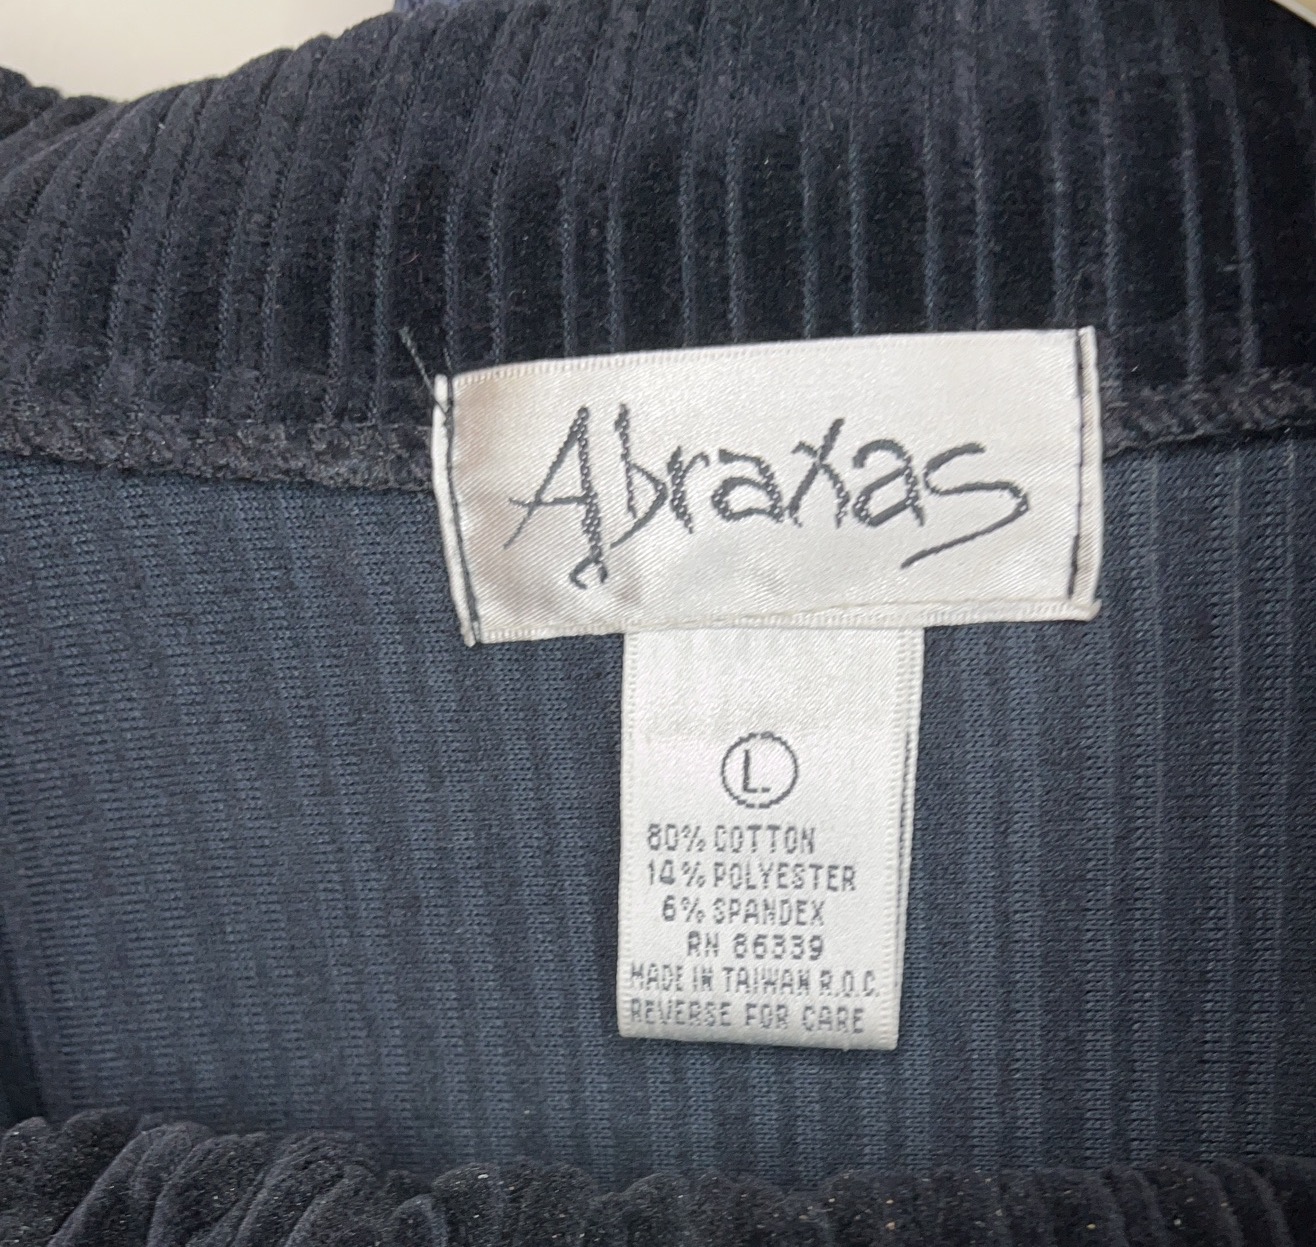 Abraxas
L
80% COTTON
14% POLYESTER
6% SPANDEX
RN 86339
MADE IN TAIWAN R.O.C.
REVERSE FOR CARE